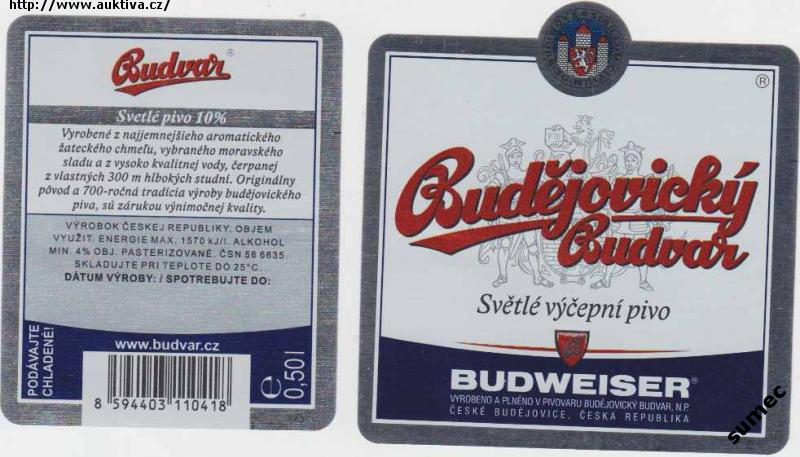 http://www.auktiva.cz/
Budvar®
Svetlé pivo 10%
Vyrobené z najjemnejšieho aromatického
žateckého chmeľu, vybraného moravského
sladu a z vysoko kvalitnej vody, čerpanej
z vlastných 300 m hlbokých studní. Originálny
pôvod a 700-ročná tradícia výroby budějovického
piva, sú zárukou výnimočnej kvality.
VÝROBOK ČESKEJ REPUBLIKY. OBJEM
VYUŽIT. ENERGIE MAX. 1570 kJ/l. ALKOHOL
MIN. 4% OBJ. PASTERIZOVANÉ. ČSN 56 6635.
SKLADUJTE PRI TEPLOTE DO 25°C.
DÁTUM VÝROBY: / SPOTREBUJTE DO:
PODÁVAJTE
CHLADENÉ!
www.budvar.cz
8 594403 110418
e
0,50 l
®
Budějovický
Budvar
Světlé výčepní pivo
BUDWEISER®
VYROBENO A PLNĚNO V PIVOVARU BUDĚJOVICKÝ BUDVAR, N.P.
ČESKÉ BUDĚJOVICE, ČESKÁ REPUBLIKA
sumec